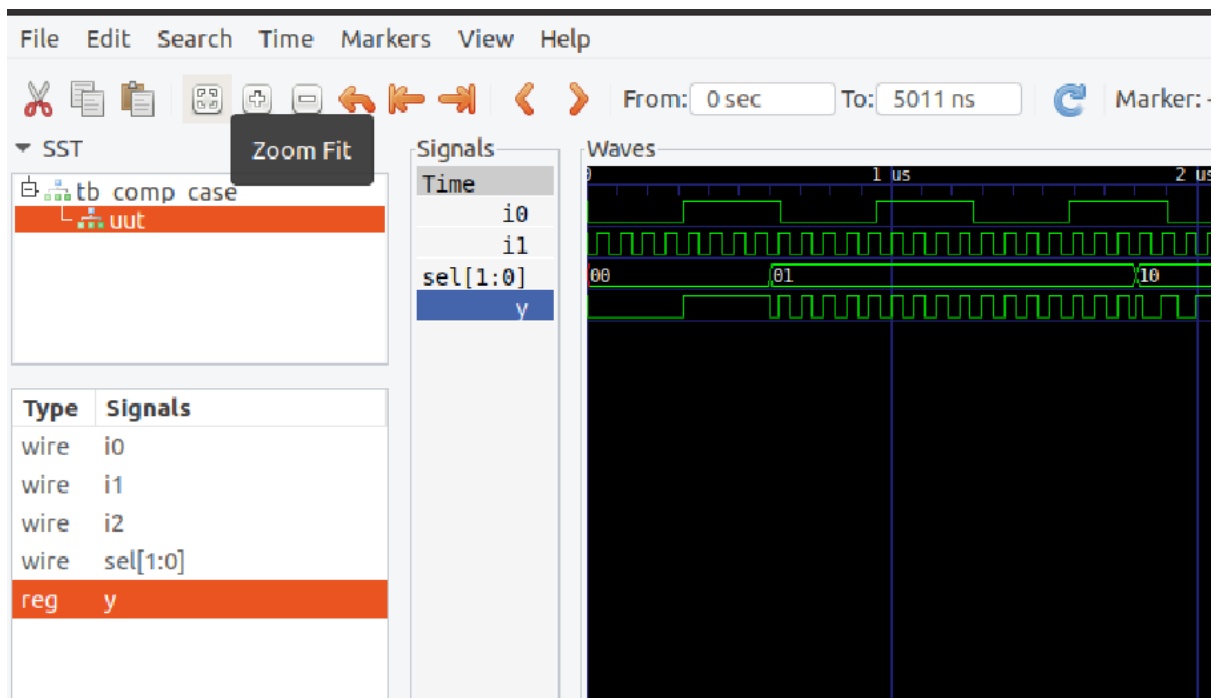 File Edit Search Time Markers View Help
From: 0 sec To: 5011 ns Marker: -
Zoom Fit
SST
tb_comp_case
uut
Type Signals
wire i0
wire i1
wire i2
wire sel[1:0]
reg y
Signals
Time
i0
i1
sel[1:0]
y
Waves
0 1 us 2 us
00 01 10